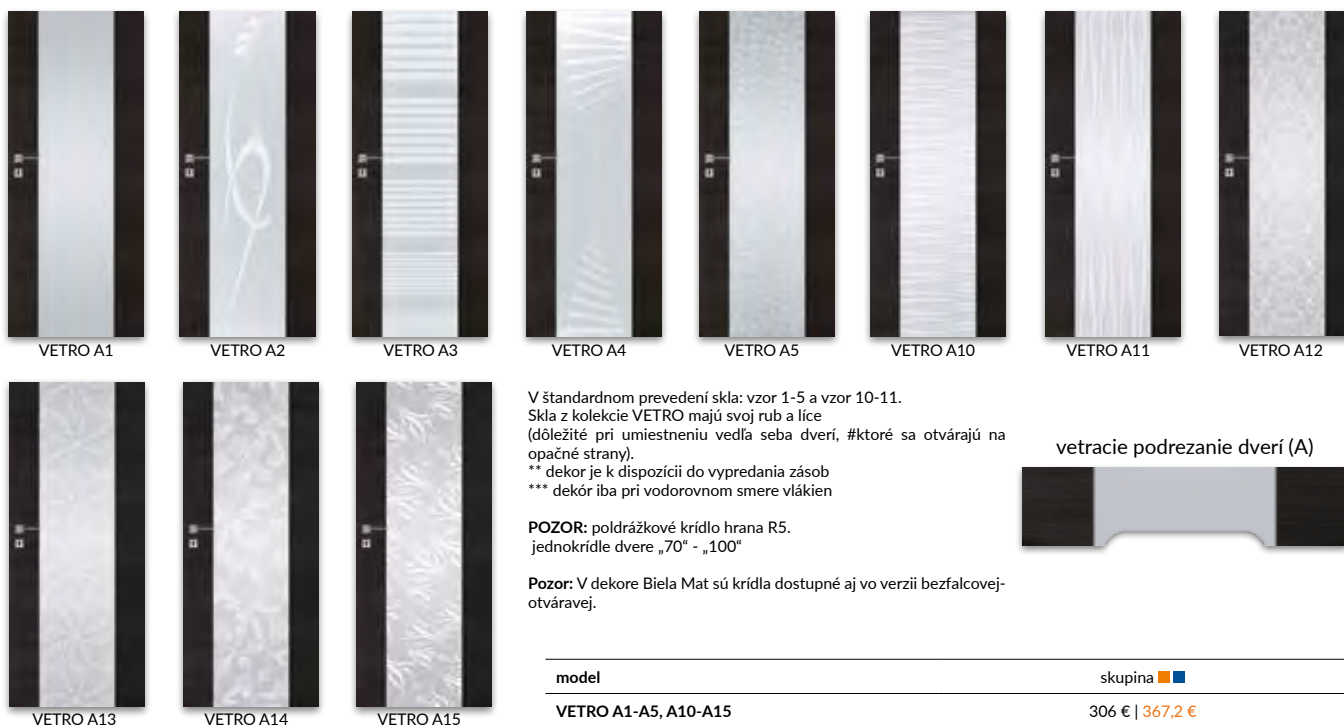 VETRO A1
VETRO A2
VETRO A3
VETRO A4
VETRO A5
VETRO A10
VETRO A11
VETRO A12
VETRO A13
VETRO A14
VETRO A15
V štandardnom prevedení skla: vzor 1-5 a vzor 10-11.
Skla z kolekcie VETRO majú svoj rub a líce
(dôležité pri umiestneniu vedľa seba dverí, #ktoré sa otvárajú na
opačné strany).
** dekor je k dispozícii do vypredania zásob
*** dekór iba pri vodorovnom smere vlákien
POZOR: poldrážkové krídlo hrana R5.
jednokrídle dvere „70“ - „100“
Pozor: V dekore Biela Mat sú krídla dostupné aj vo verzii bezfalcovej-
otváravej.
vetracie podrezanie dverí (A)
model skupina
VETRO A1-A5, A10-A15 306 € | 367,2 €